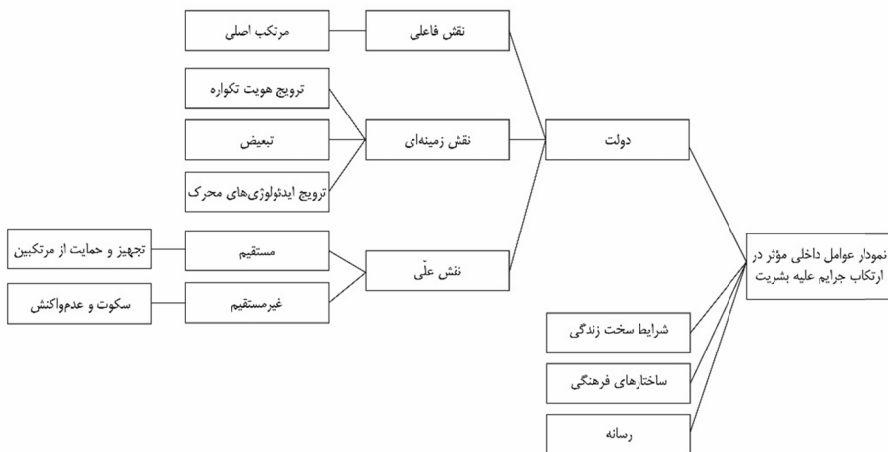 نمودار عوامل داخلی مؤثر در
ارتکاب جرایم علیه بشریت
دولت
نقش فاعلی
مرتکب اصلی
نقش زمینه‌ای
ترویج هویت تکواره
تبعیض
ترویج ایدئولوژی‌های محرک
نقش علّی
مستقیم
تجهیز و حمایت از مرتکبین
غیرمستقیم
سکوت و عدم‌واکنش
شرایط سخت زندگی
ساختارهای فرهنگی
رسانه